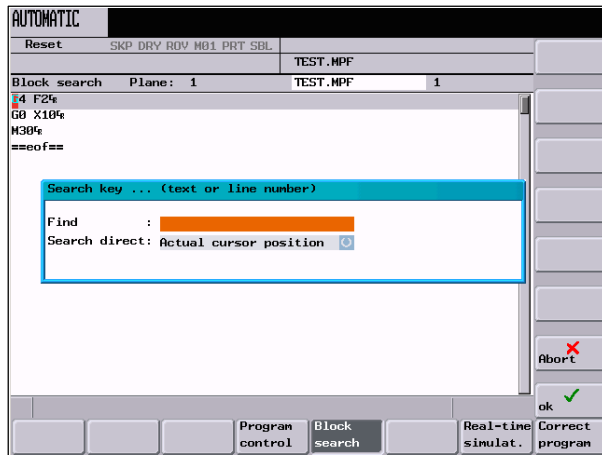 AUTOMATIC
Reset SKP DRY ROV M01 PRT SBL
TEST.MPF
Block search Plane: 1 TEST.MPF 1
F2
G0 X10
M30
==eof==
Search key ... (text or line number)
Find :
Search direct: Actual cursor position
Abort
ok
Program control
Block search
Real-time simulat.
Correct program